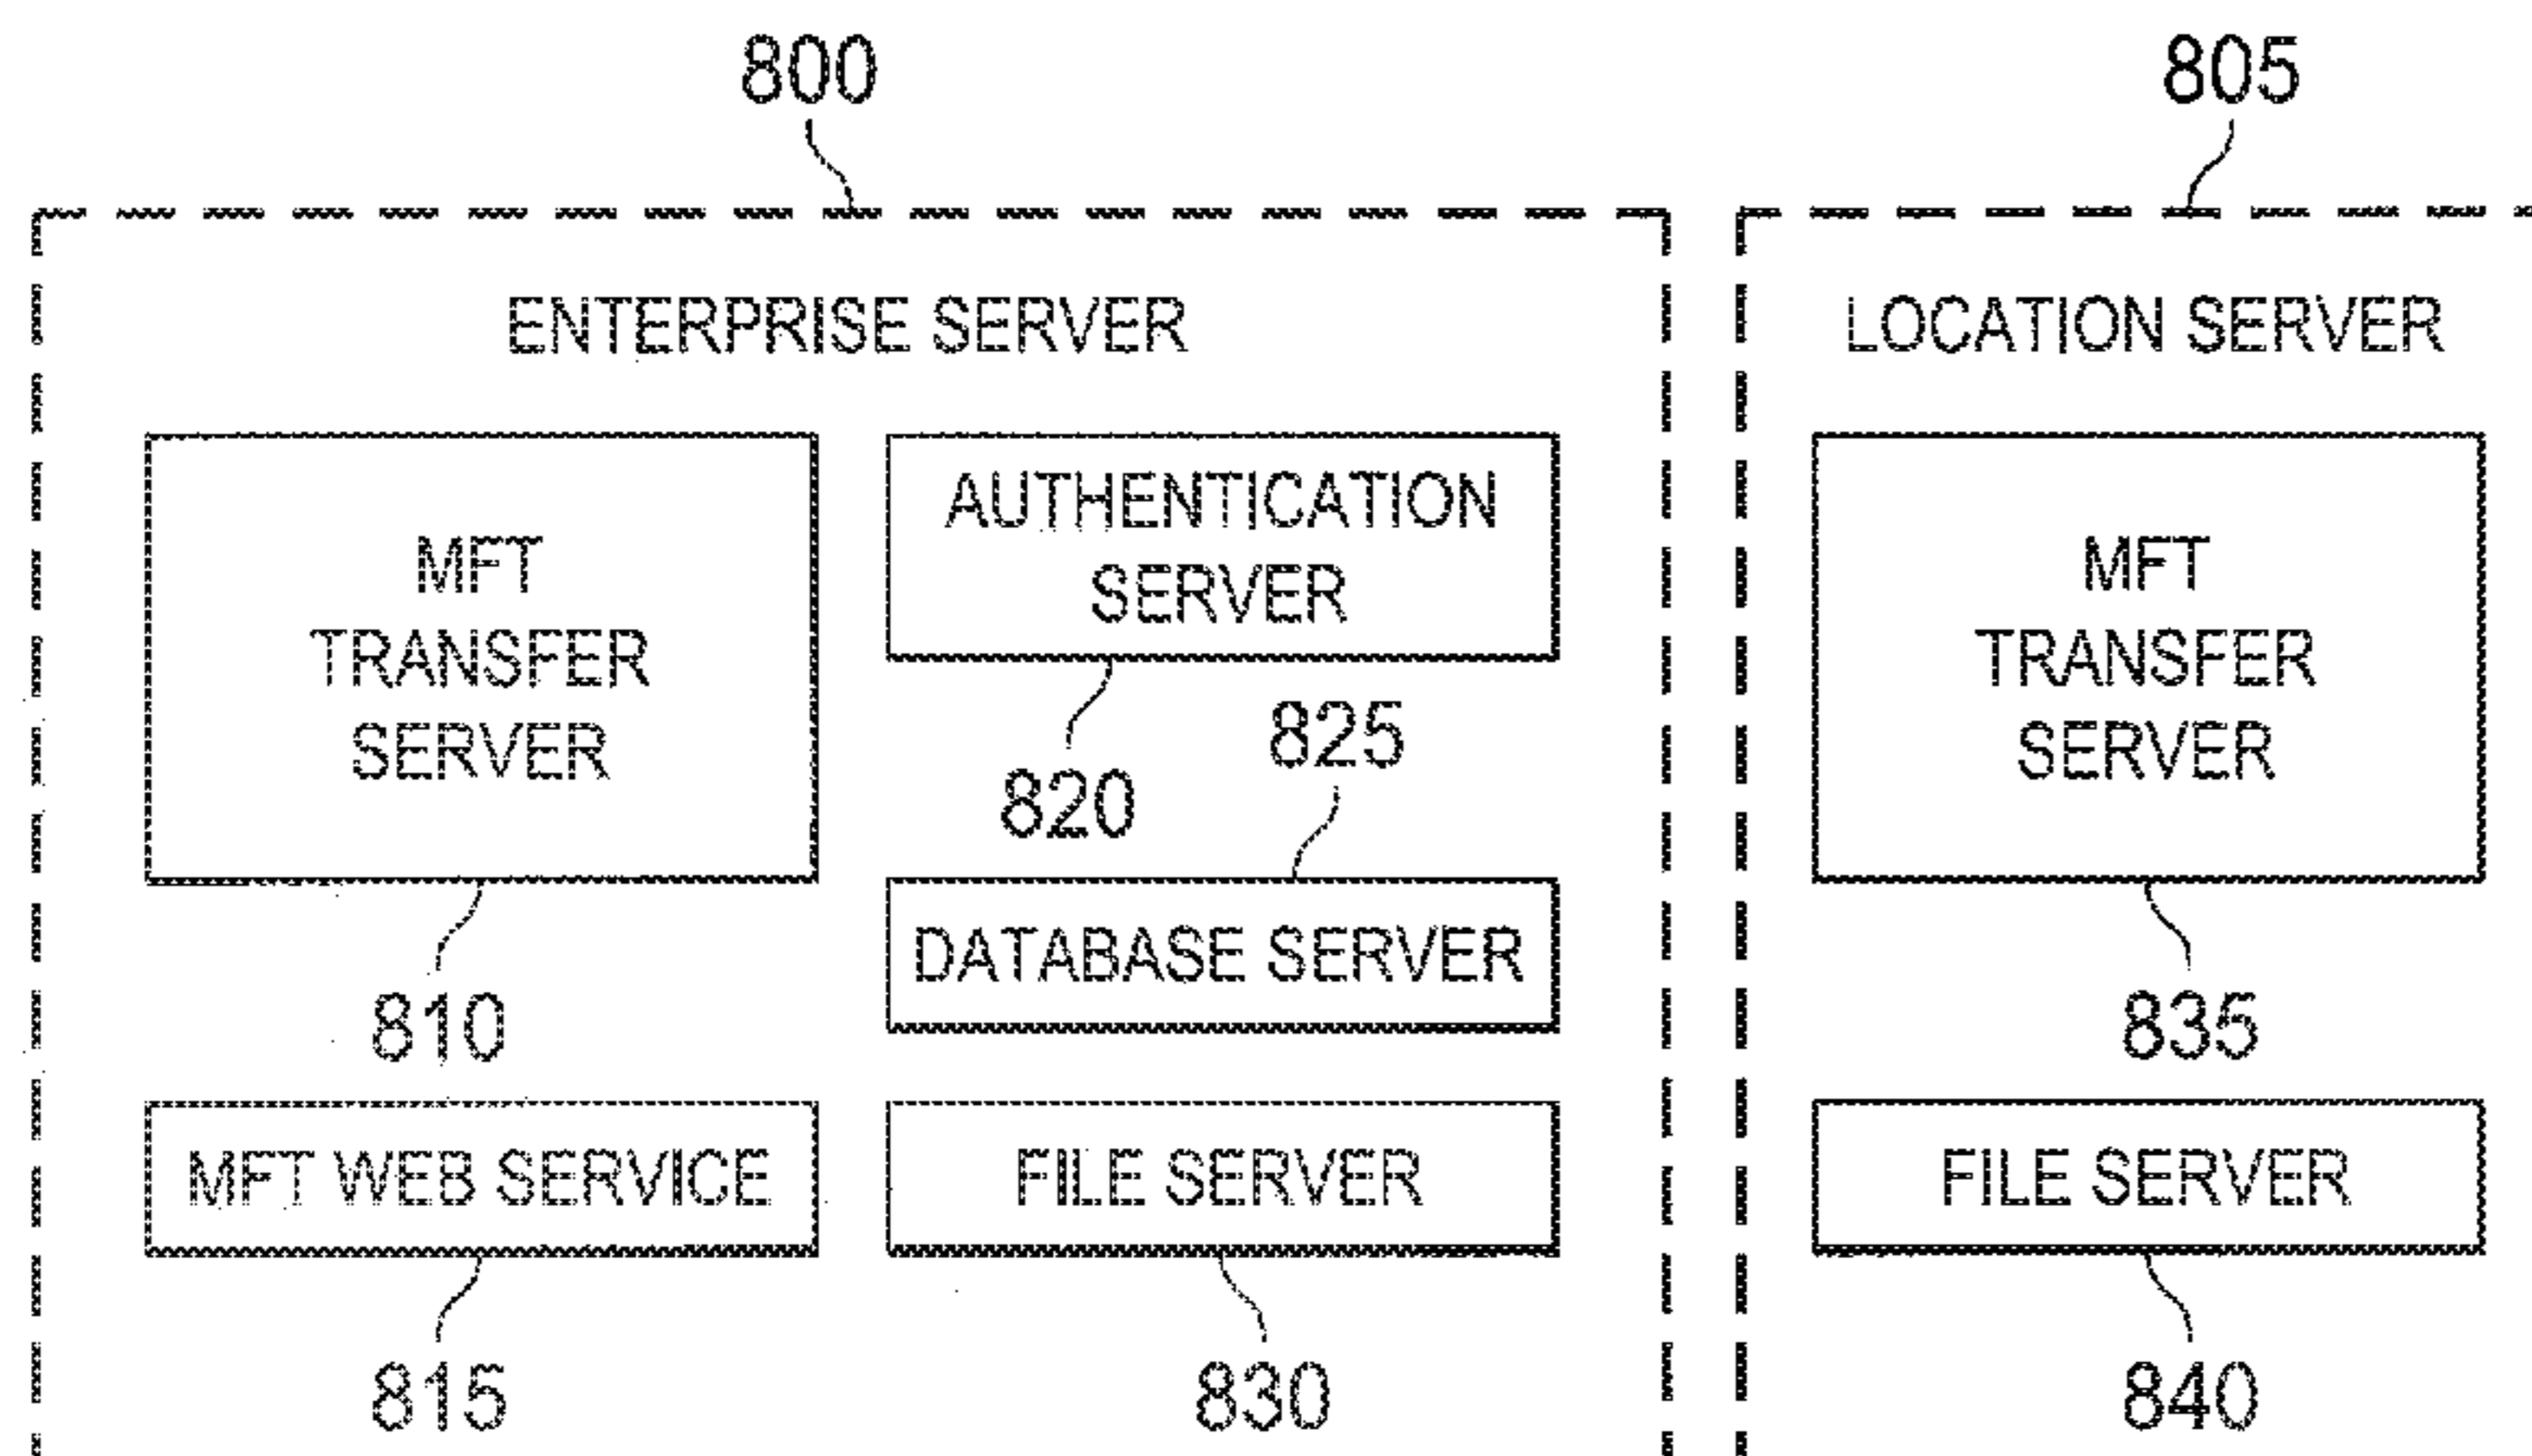 800
805
ENTERPRISE SERVER
LOCATION SERVER
MFT
TRANSFER
SERVER
810
AUTHENTICATION
SERVER
820
825
DATABASE SERVER
MFT WEB SERVICE
815
FILE SERVER
830
MFT
TRANSFER
SERVER
835
FILE SERVER
840